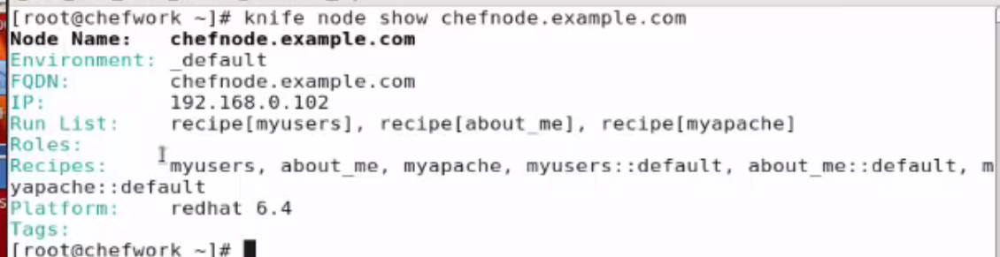 [root@chefwork ~]# knife node show chefnode.example.com
Node Name:   chefnode.example.com
Environment: _default
FQDN:        chefnode.example.com
IP:          192.168.0.102
Run List:    recipe[myusers], recipe[about_me], recipe[myapache]
Roles:
Recipes:     myusers, about_me, myapache, myusers::default, about_me::default, m
yapache::default
Platform:    redhat 6.4
Tags:
[root@chefwork ~]#